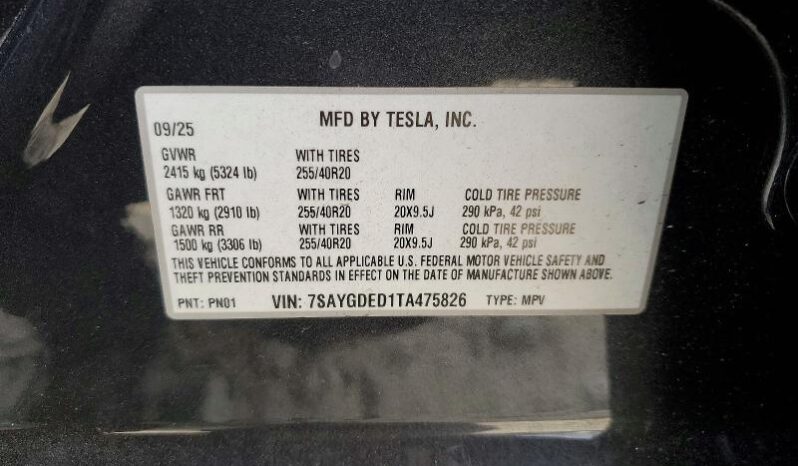 09/25 MFD BY TESLA, INC.
GVWR WITH TIRES
2415 kg (5324 lb) 255/40R20
GAWR FRT WITH TIRES RIM COLD TIRE PRESSURE
1320 kg (2910 lb) 255/40R20 20X9.5J 290 kPa, 42 psi
GAWR RR WITH TIRES RIM COLD TIRE PRESSURE
1500 kg (3306 lb) 255/40R20 20X9.5J 290 kPa, 42 psi
THIS VEHICLE CONFORMS TO ALL APPLICABLE U.S. FEDERAL MOTOR VEHICLE SAFETY AND
THEFT PREVENTION STANDARDS IN EFFECT ON THE DATE OF MANUFACTURE SHOWN ABOVE.
PNT: PN01 VIN: 7SAYGDED1TA475826 TYPE: MPV